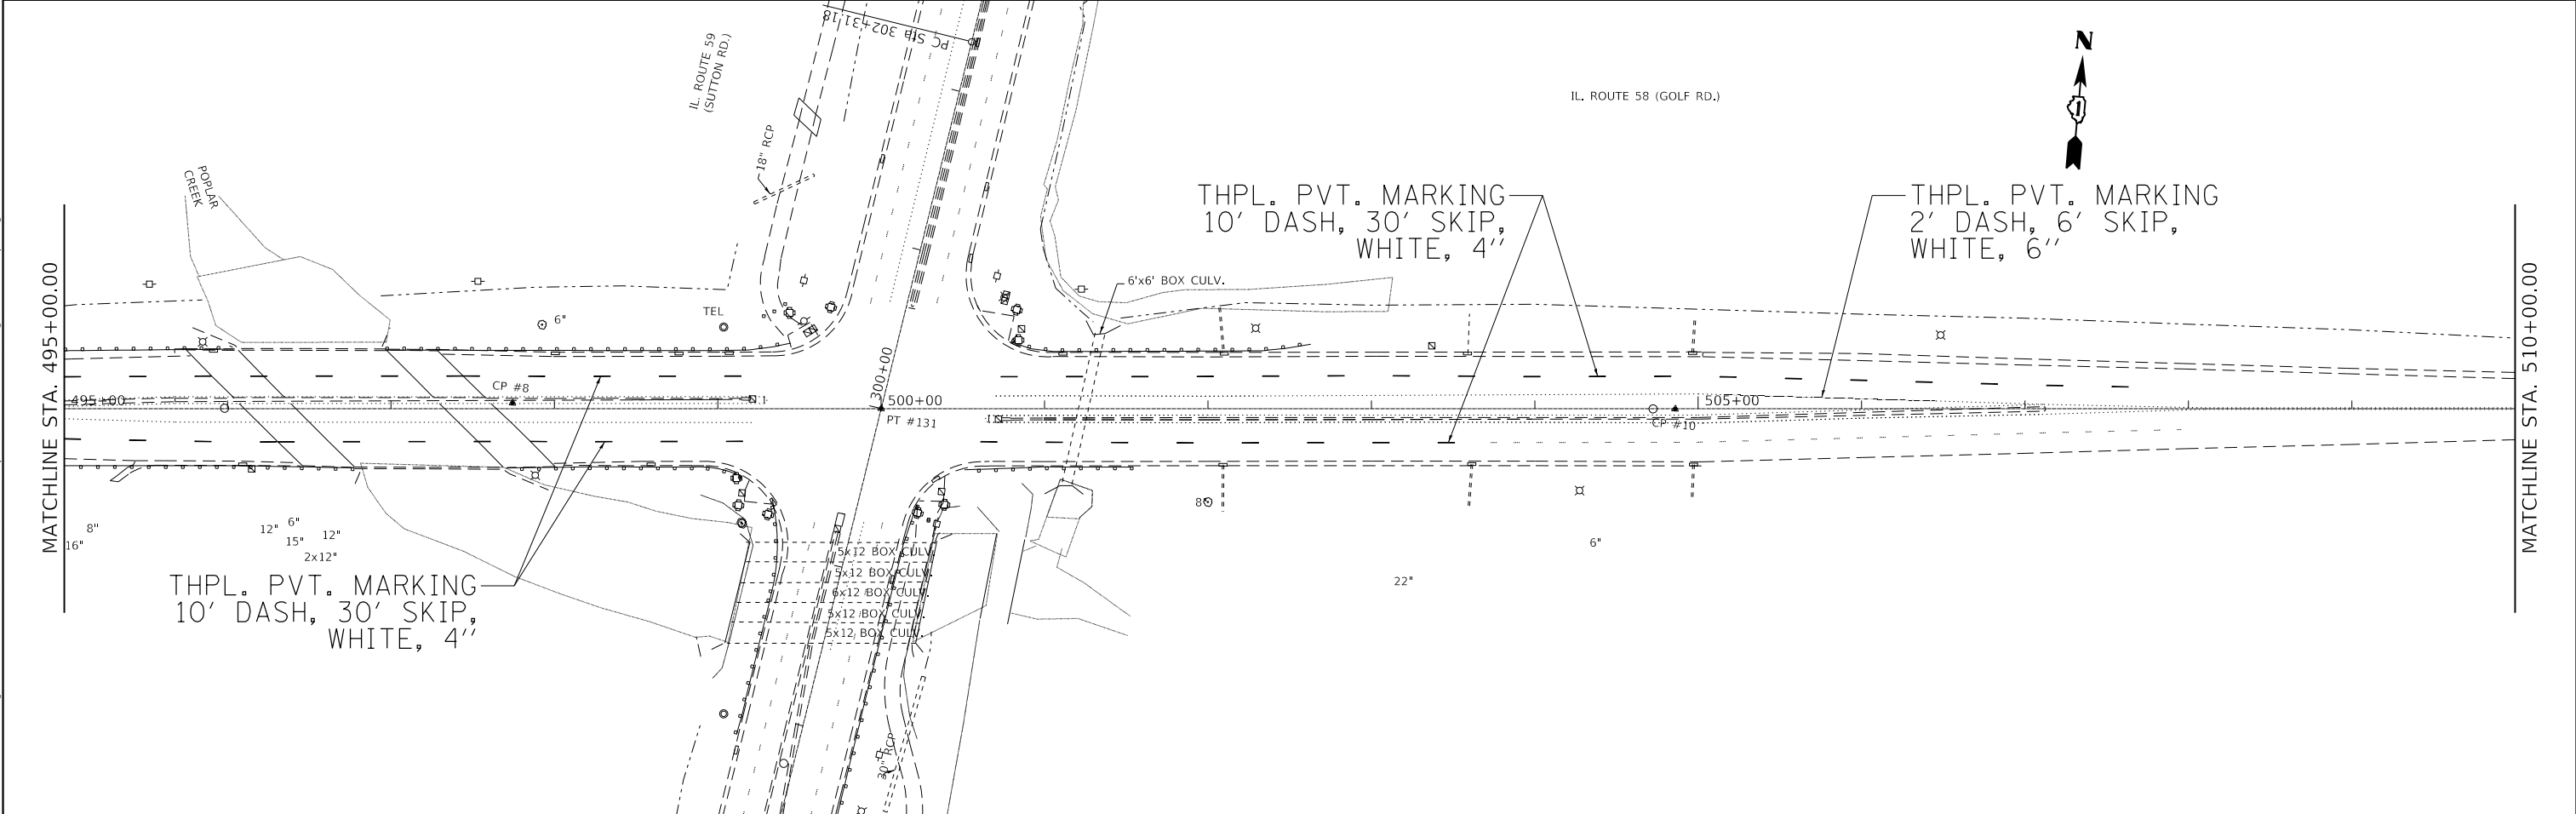 PC Sta 302+31.18
IL. ROUTE 59
(SUTTON RD.)
IL. ROUTE 58 (GOLF RD.)
N
18" RCP
POPLAR
CREEK
THPL. PVT. MARKING
10' DASH, 30' SKIP,
WHITE, 4"
THPL. PVT. MARKING
2' DASH, 6' SKIP,
WHITE, 6"
MATCHLINE STA. 495+00.00
MATCHLINE STA. 510+00.00
6'x6' BOX CULV.
6"
TEL
CP #8
495+00
300+00
500+00
505+00
PT #131
CP #10
8"
16"
12"
6"
15"
12"
2x12"
8"
6"
22"
5x12 BOX CULV.
5x12 BOX CULV.
6x12 BOX CULV.
5x12 BOX CULV.
5x12 BOX CULV.
THPL. PVT. MARKING
10' DASH, 30' SKIP,
WHITE, 4"
30" RCP